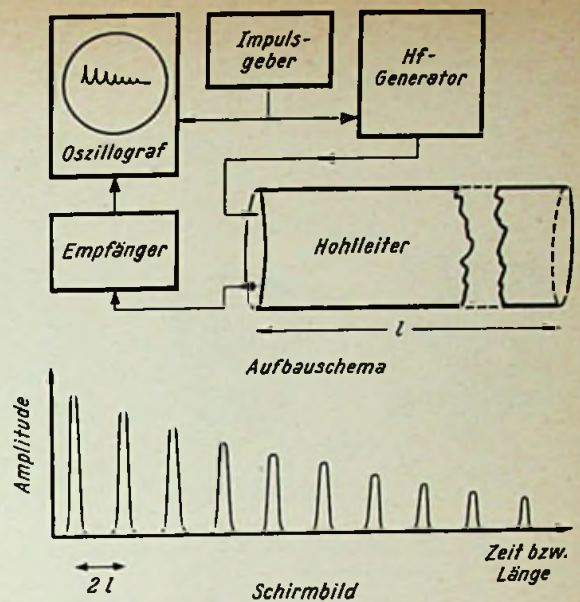 Impuls-
geber
Hf-
Generator
Oszillograf
Empfänger
Hohlleiter
l
Aufbauschema
Amplitude
2 l
Zeit bzw.
Länge
Schirmbild